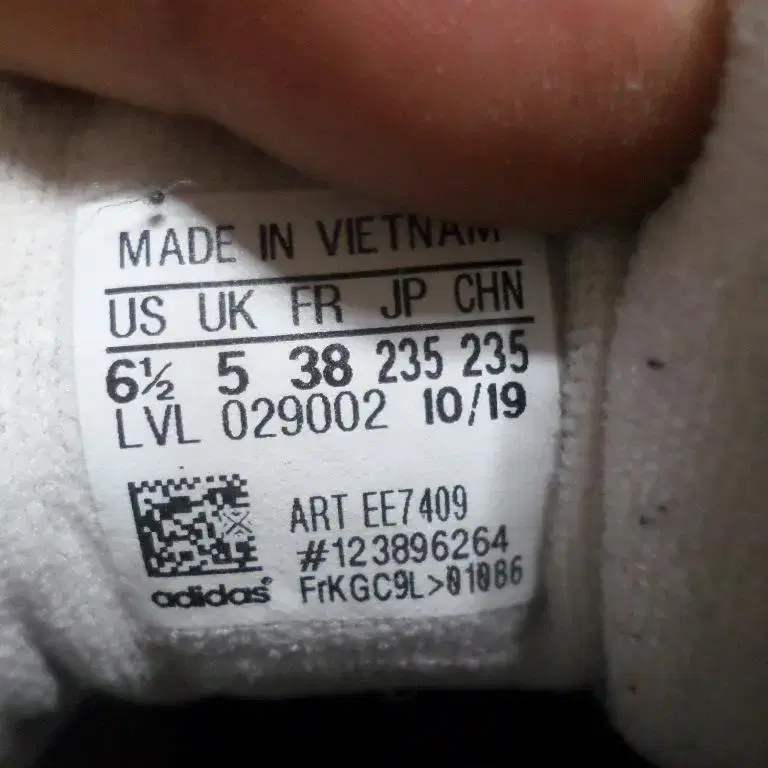 MADE IN VIETNAM
US UK FR JP CHN
6½ 5 38 235 235
LVL 029002 10/19
ART EE7409
#123896264
FrKGC9L>01086
adidas